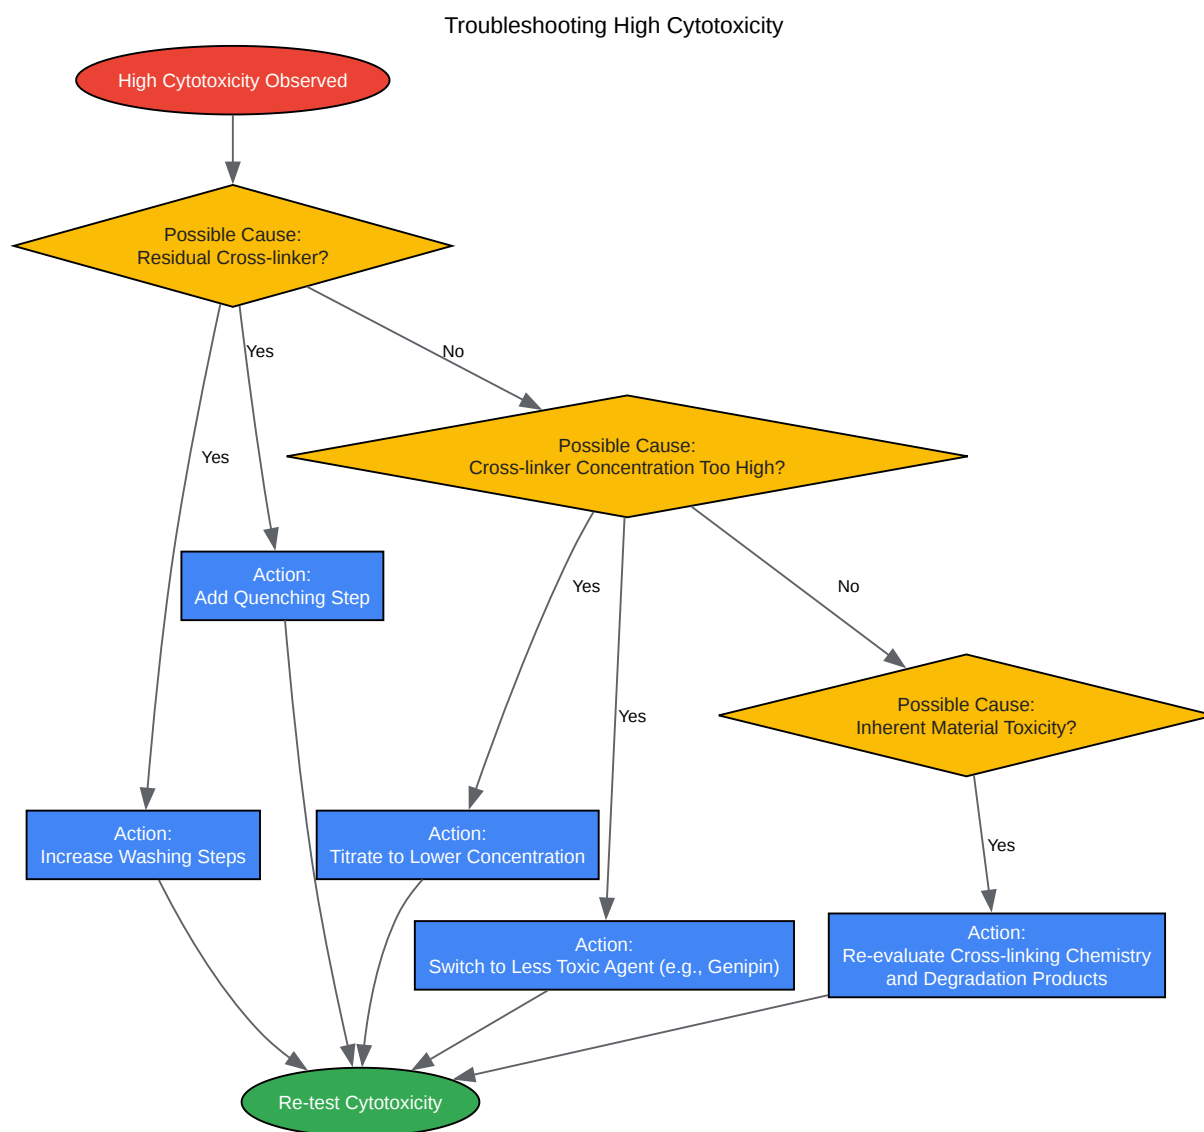 Troubleshooting High Cytotoxicity
High Cytotoxicity Observed
Possible Cause:
Residual Cross-linker?
Yes
No
Possible Cause:
Cross-linker Concentration Too High?
Yes
Action:
Add Quenching Step
Yes
No
Possible Cause:
Inherent Material Toxicity?
Yes
Action:
Increase Washing Steps
Action:
Titrate to Lower Concentration
Yes
Action:
Switch to Less Toxic Agent (e.g., Genipin)
Action:
Re-evaluate Cross-linking Chemistry
and Degradation Products
Re-test Cytotoxicity